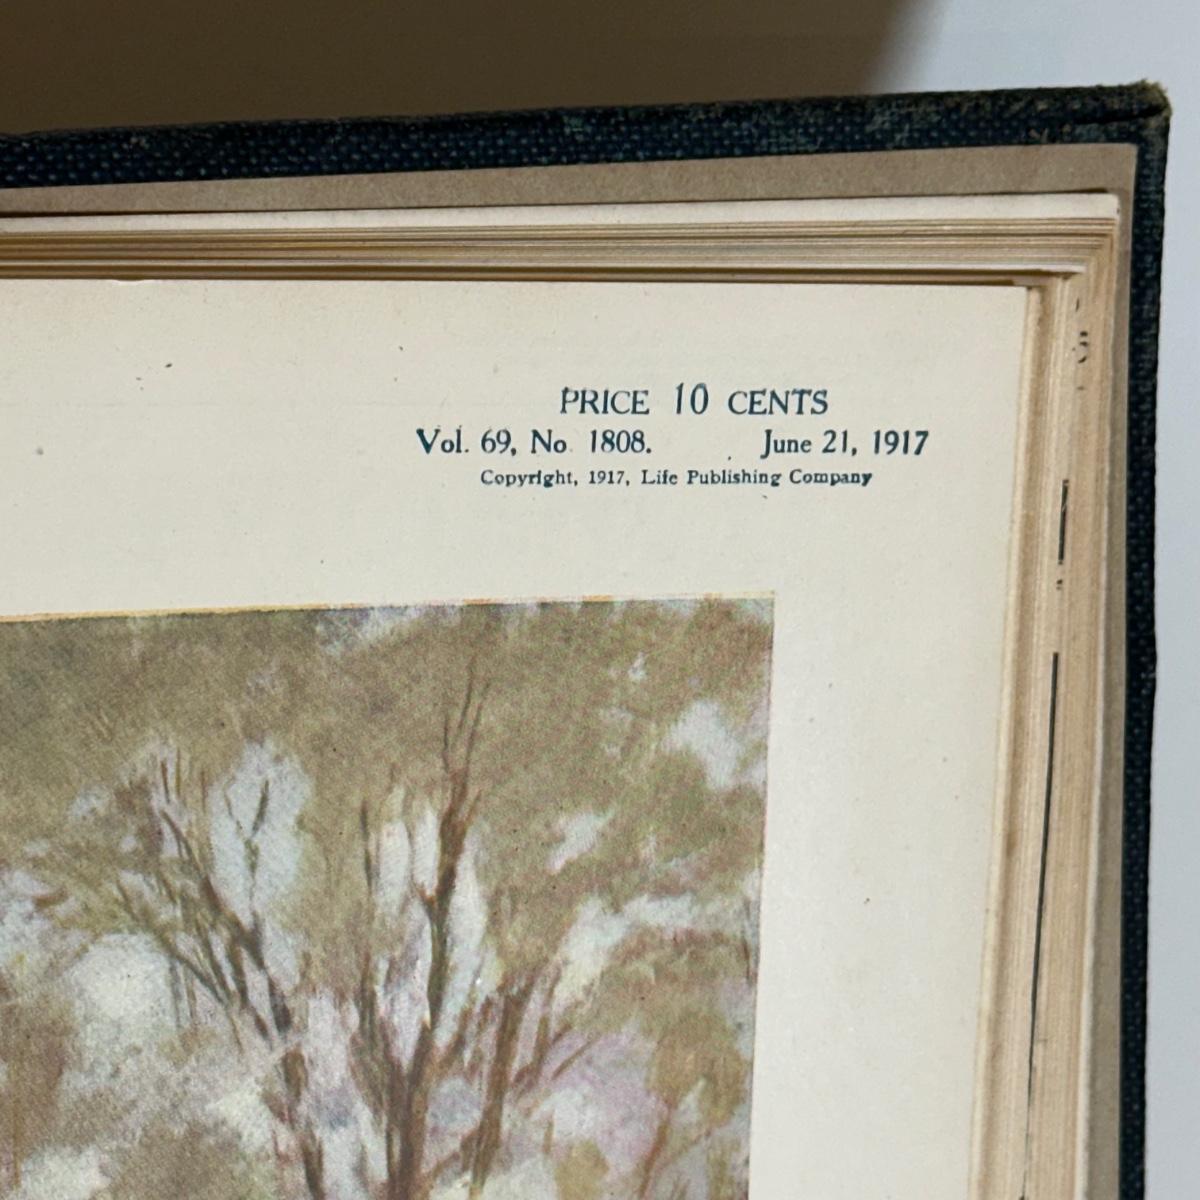 PRICE 10 CENTS
Vol. 69, No. 1808. June 21, 1917
Copyright, 1917, Life Publishing Company